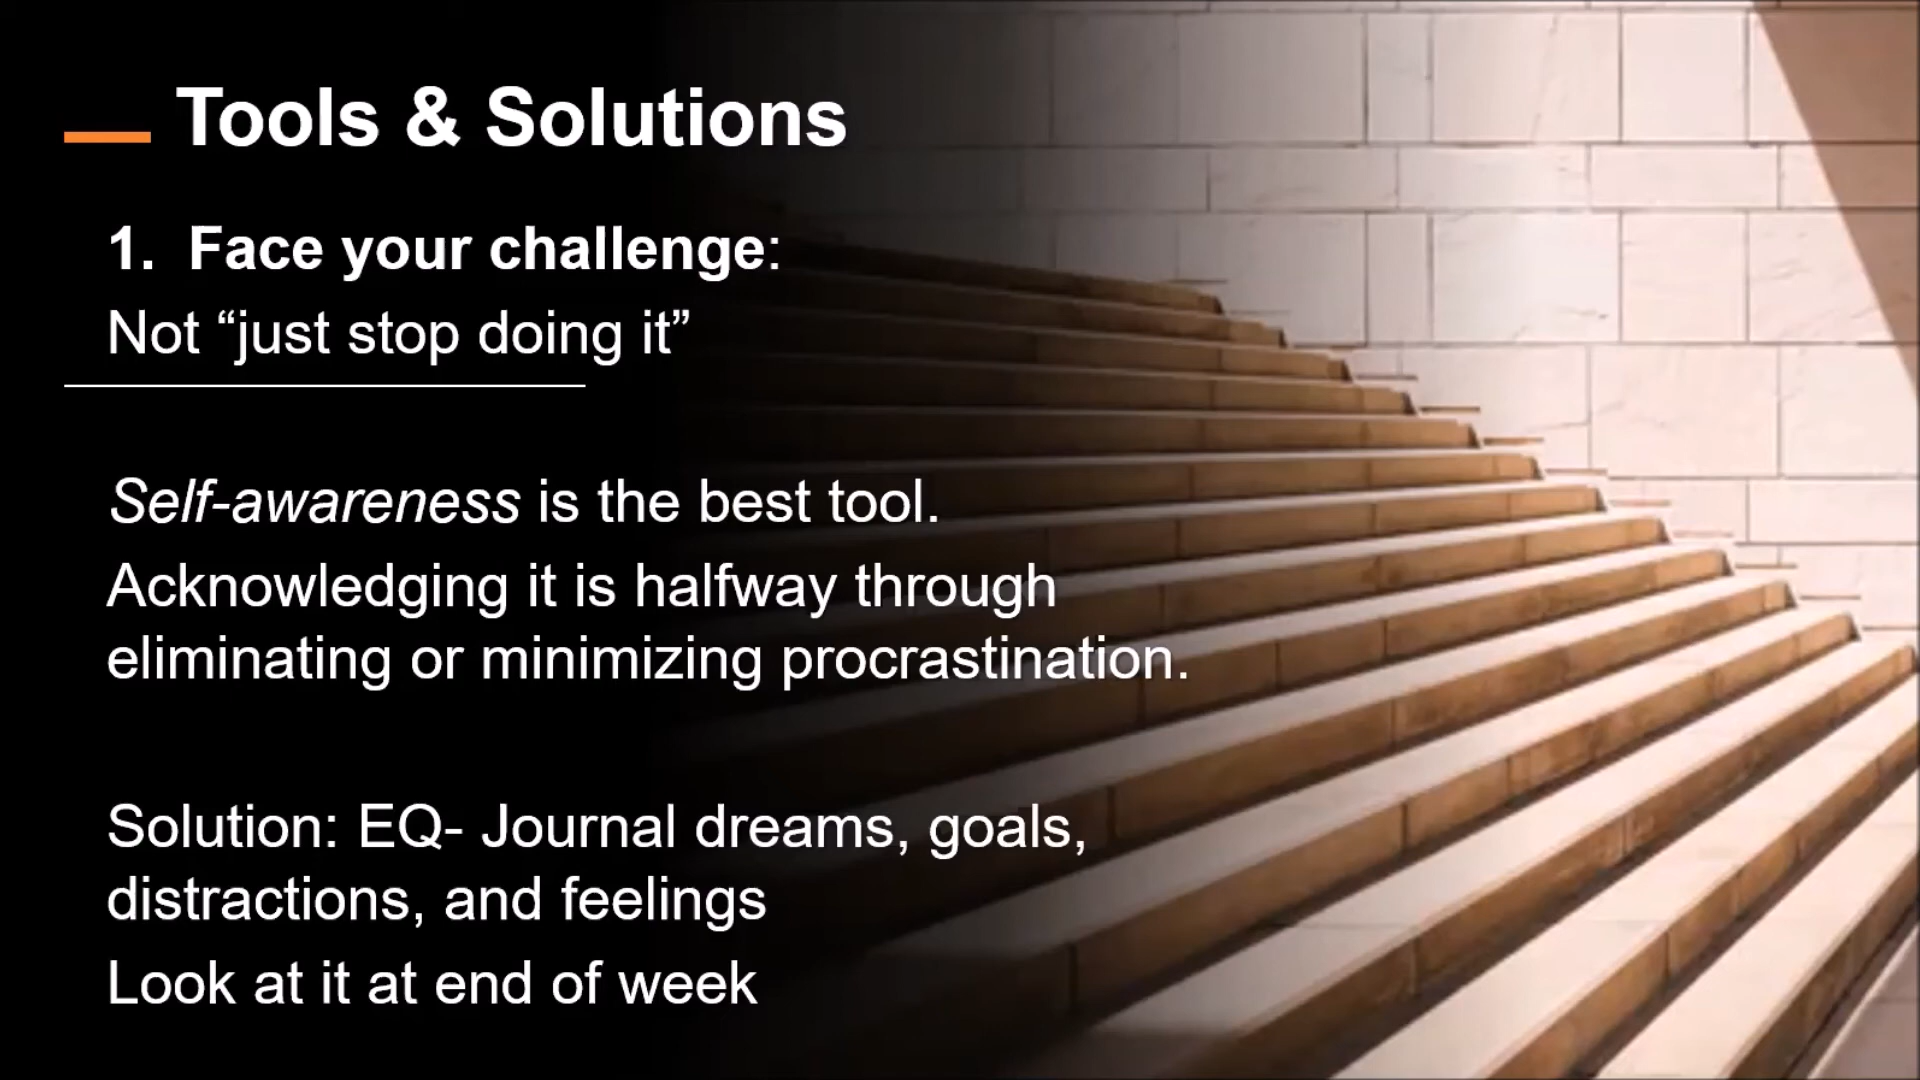 Tools & Solutions
1. Face your challenge:
Not “just stop doing it”
Self-awareness is the best tool.
Acknowledging it is halfway through
eliminating or minimizing procrastination.
Solution: EQ- Journal dreams, goals,
distractions, and feelings
Look at it at end of week